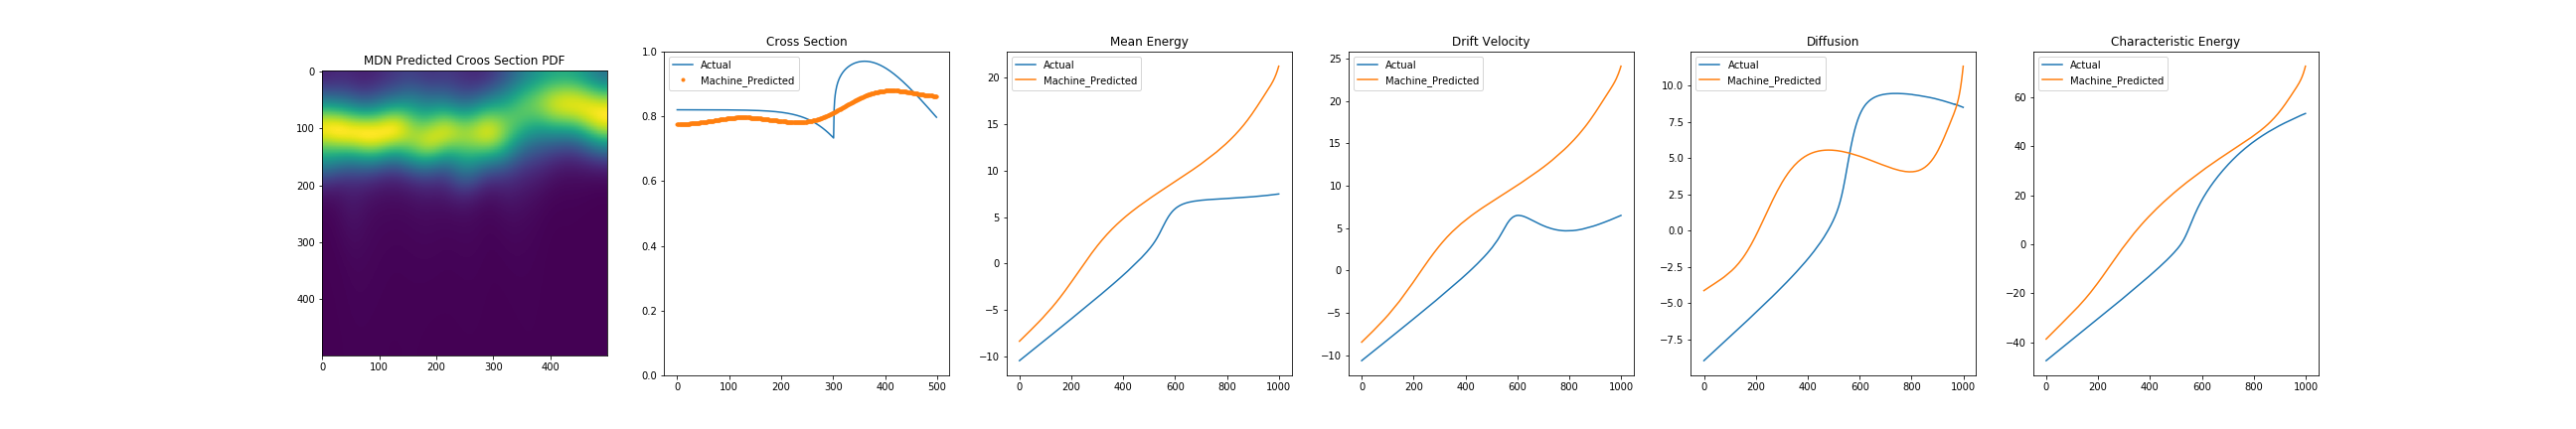 MDN Predicted Croos Section PDF
0
100
200
300
400
0 100 200 300 400
Cross Section
Actual
Machine_Predicted
1.0
0.8
0.6
0.4
0.2
0.0
0 100 200 300 400 500
Mean Energy
Actual
Machine_Predicted
20
15
10
5
0
−5
−10
0 200 400 600 800 1000
Drift Velocity
Actual
Machine_Predicted
25
20
15
10
5
0
−5
−10
0 200 400 600 800 1000
Diffusion
Actual
Machine_Predicted
10.0
7.5
5.0
2.5
0.0
−2.5
−5.0
−7.5
0 200 400 600 800 1000
Characteristic Energy
Actual
Machine_Predicted
60
40
20
0
−20
−40
0 200 400 600 800 1000